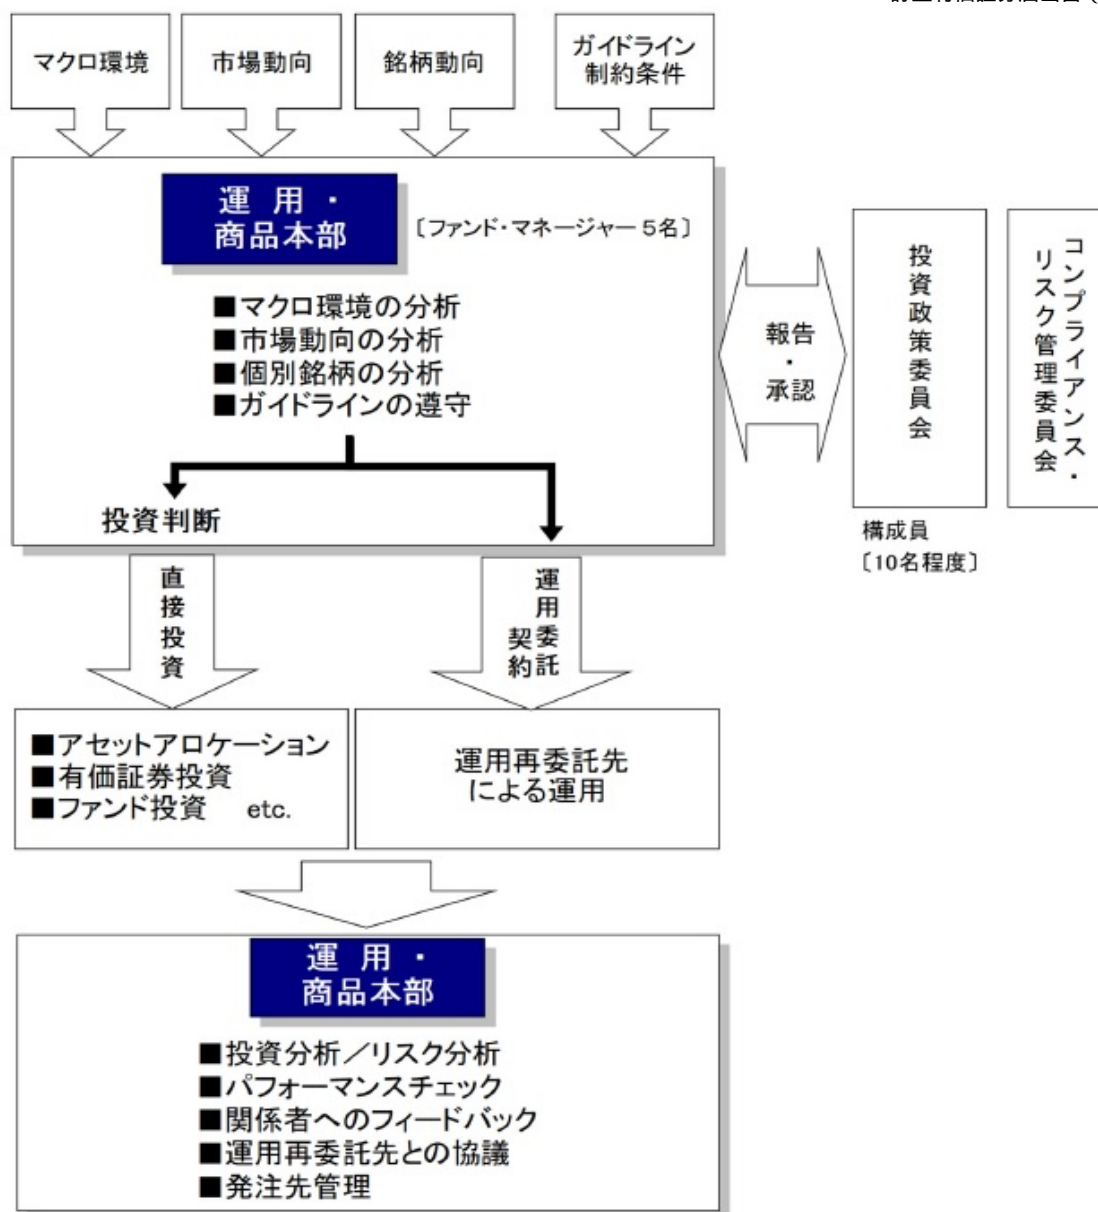 マクロ環境
市場動向
銘柄動向
ガイドライン
制約条件
運 用 ・
商品本部
〔ファンド・マネージャー 5名〕
■マクロ環境の分析
■市場動向の分析
■個別銘柄の分析
■ガイドラインの遵守
投資判断
報告
・
承認
投資政策委員会
コンプライアンス・
リスク管理委員会
構成員
〔10名程度〕
直接投資
運用委託
契約
■アセットアロケーション
■有価証券投資
■ファンド投資 etc.
運用再委託先
による運用
運 用 ・
商品本部
■投資分析／リスク分析
■パフォーマンスチェック
■関係者へのフィードバック
■運用再委託先との協議
■発注先管理